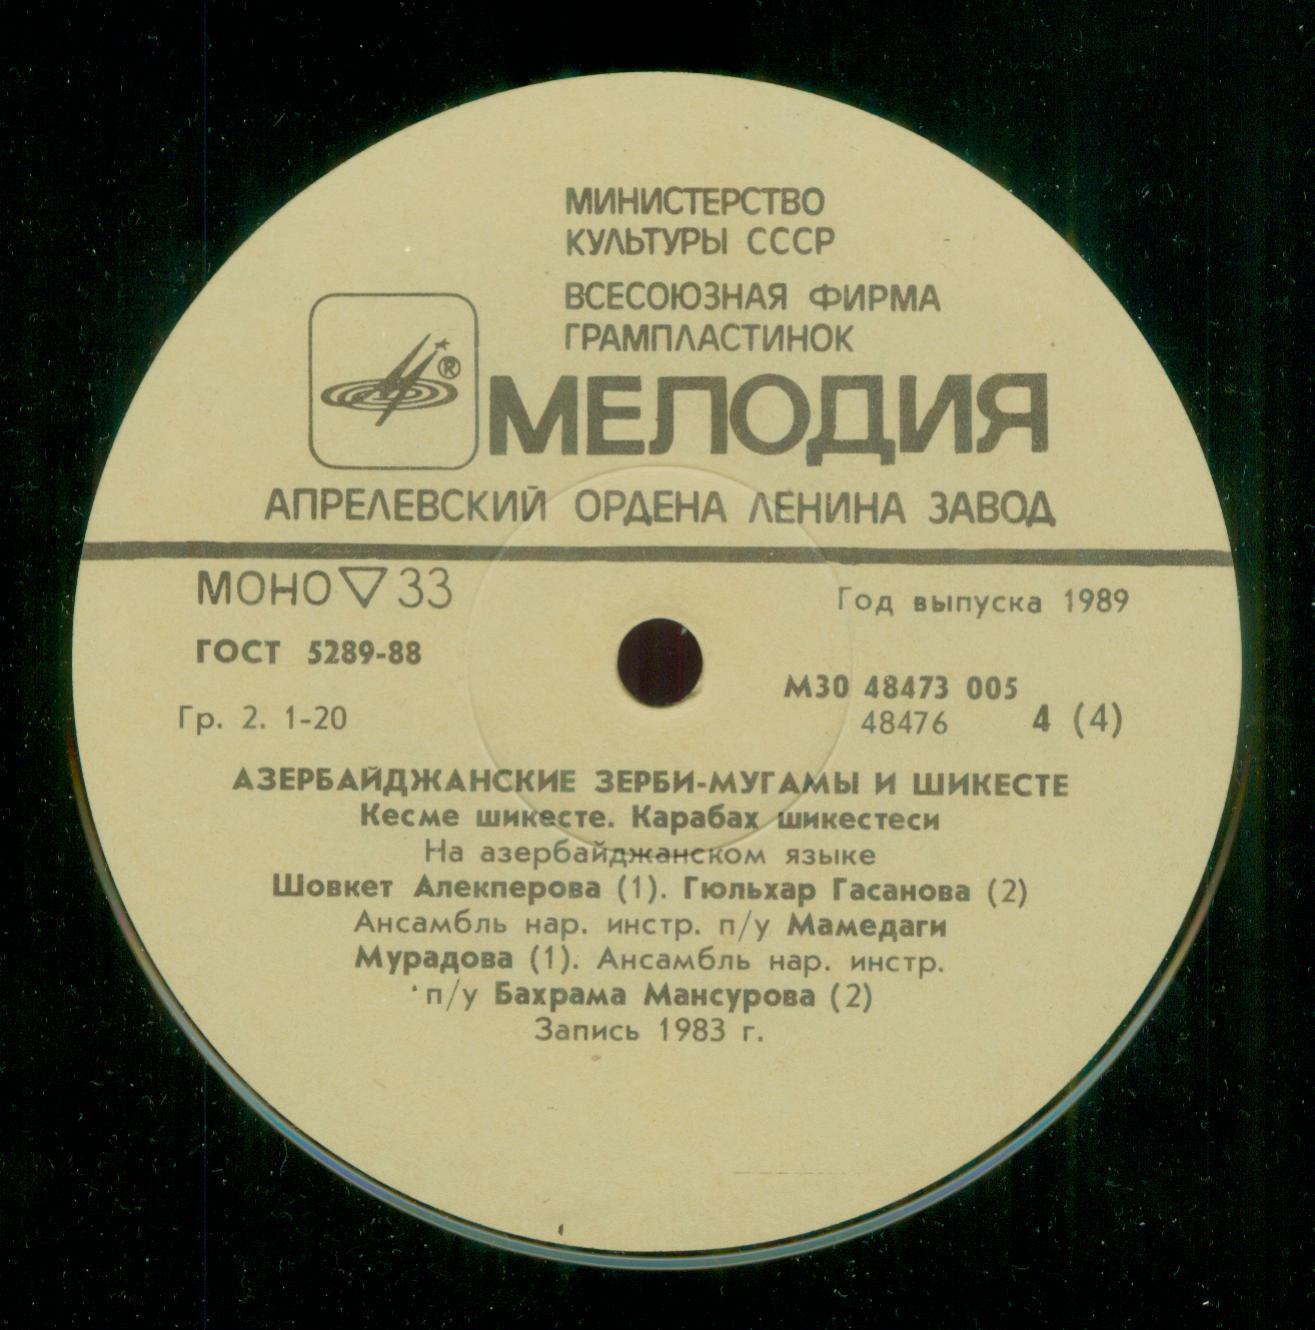 МИНИСТЕРСТВО
КУЛЬТУРЫ СССР
ВСЕСОЮЗНАЯ ФИРМА
ГРАМПЛАСТИНОК
®
МЕЛОДИЯ
АПРЕЛЕВСКИЙ ОРДЕНА ЛЕНИНА ЗАВОД
МОНО ▽ 33
Год выпуска 1989
ГОСТ 5289-88
М30 48473 005
Гр. 2. 1-20
48476 4 (4)
АЗЕРБАЙДЖАНСКИЕ ЗЕРБИ-МУГАМЫ И ШИКЕСТЕ
Кесме шикесте. Карабах шикестеси
На азербайджанском языке
Шовкет Алекперова (1). Гюльхар Гасанова (2)
Ансамбль нар. инстр. п/у Мамедаги
Мурадова (1). Ансамбль нар. инстр.
п/у Бахрама Мансурова (2)
Запись 1983 г.